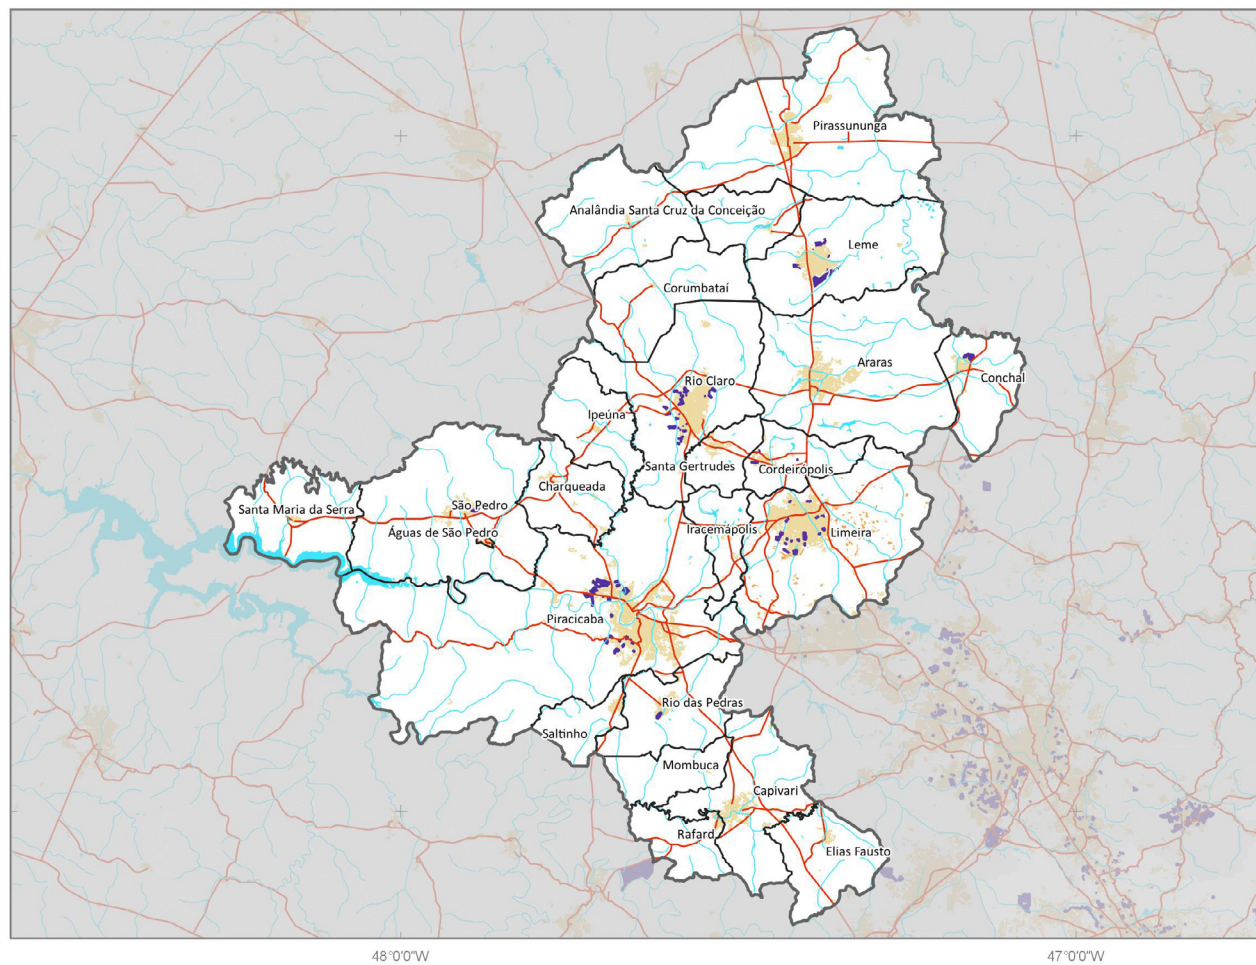 Pirassununga
Analândia
Santa Cruz da Conceição
Leme
Corumbataí
Araras
Conchal
Rio Claro
Ipeúna
Santa Gertrudes
Cordeirópolis
Charqueada
São Pedro
Santa Maria da Serra
Águas de São Pedro
Iracemápolis
Limeira
Piracicaba
Rio das Pedras
Saltinho
Mombuca
Capivari
Rafard
Elias Fausto
48°0'0"W
47°0'0"W